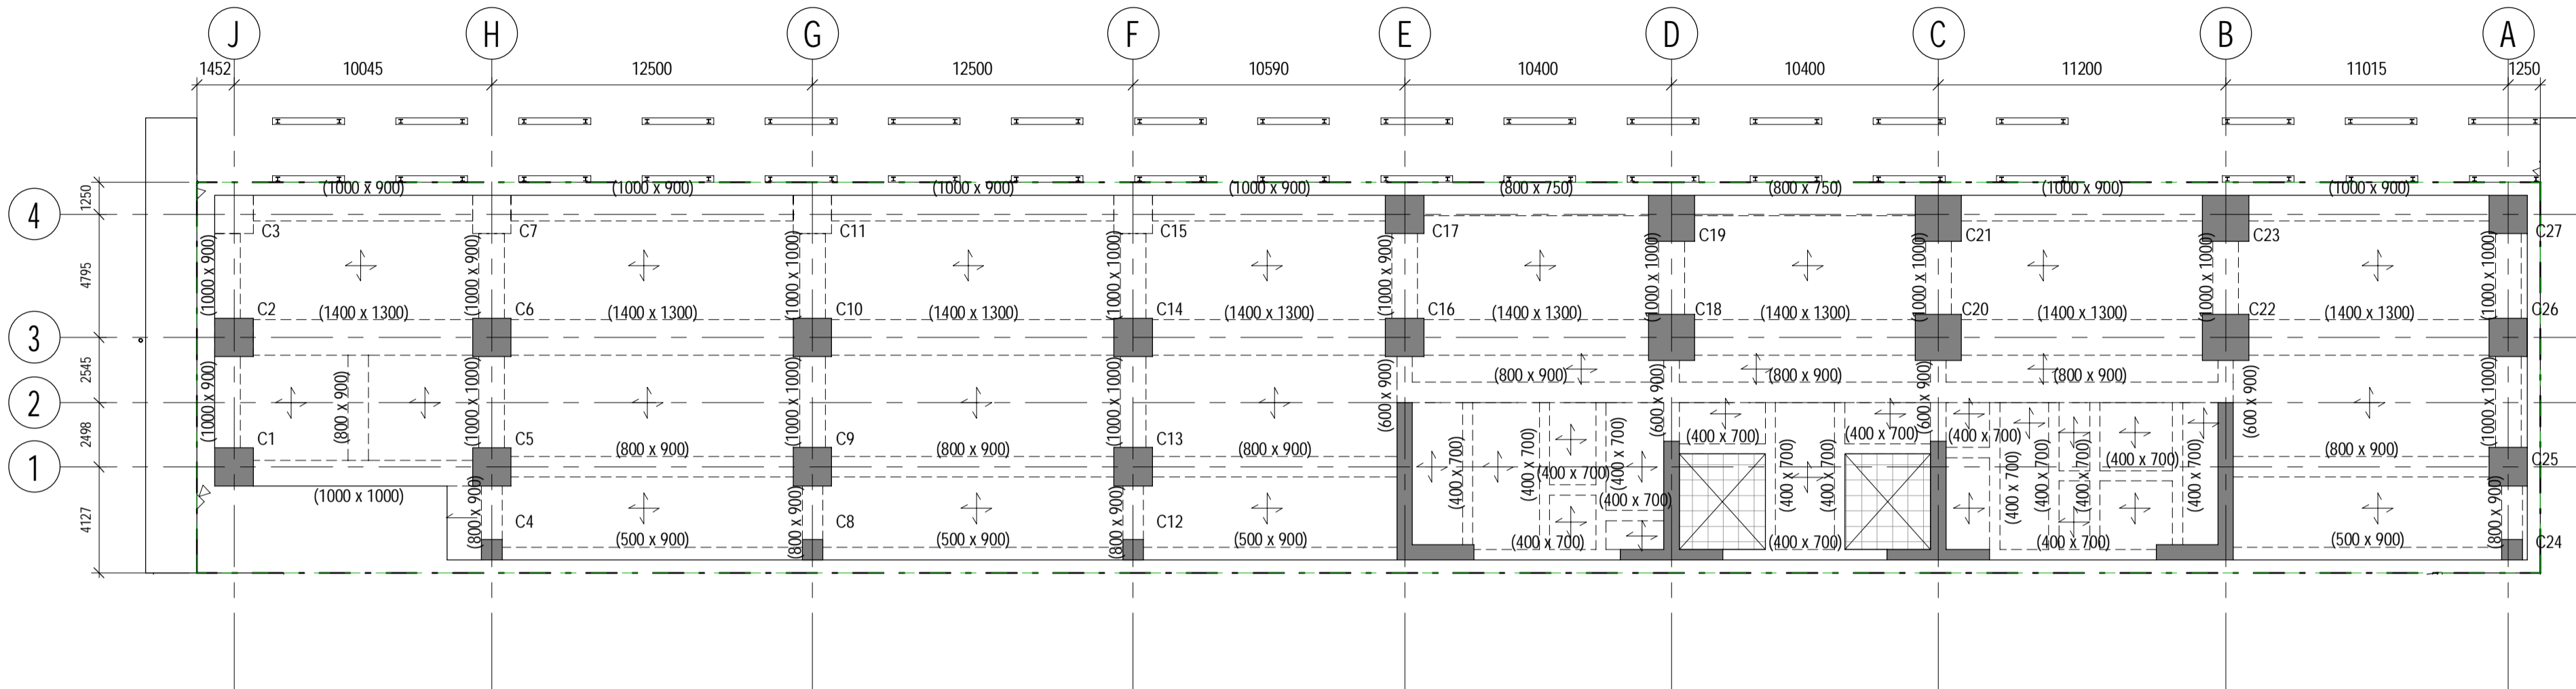 J H G F E D C B A
1452 10045 12500 12500 10590 10400 10400 11200 11015 1250
(1000 x 900) (1000 x 900) (1000 x 900) (1000 x 900) (800 x 750) (800 x 750) (1000 x 900) (1000 x 900)
1250
4
C3 C7 C11 C15 C17 C19 C21 C23 C27
4795
(1000 x 900) (1000 x 900) (1000 x 1000) (1000 x 1000) (1000 x 900) (1000 x 1000) (1000 x 1000) (1000 x 1000) (1000 x 1000)
C2 (1400 x 1300) C6 (1400 x 1300) C10 (1400 x 1300) C14 (1400 x 1300) C16 (1400 x 1300) C18 (1400 x 1300) C20 (1400 x 1300) C22 (1400 x 1300) C26
3
2545
(800 x 900) (800 x 900) (800 x 900)
(1000 x 900) (800 x 900) (1000 x 1000) (1000 x 1000) (1000 x 1000) (600 x 900) (600 x 900) (600 x 900) (600 x 900) (1000 x 1000)
2
2498
C1 C5 (800 x 900) C9 (800 x 900) C13 (800 x 900) (400 x 700) (400 x 700) (400 x 700) (800 x 900) C25
(400 x 700) (400 x 700) (400 x 700) (400 x 700) (400 x 700) (400 x 700) (400 x 700) (400 x 700) (400 x 700) (400 x 700)
1
(400 x 700) (400 x 700)
(1000 x 1000) (400 x 700)
4127
(800 x 900) C4 (800 x 900) C8 (800 x 900) C12 (800 x 900)
(500 x 900) (500 x 900) (500 x 900) (400 x 700) (400 x 700) (400 x 700) (500 x 900) C24